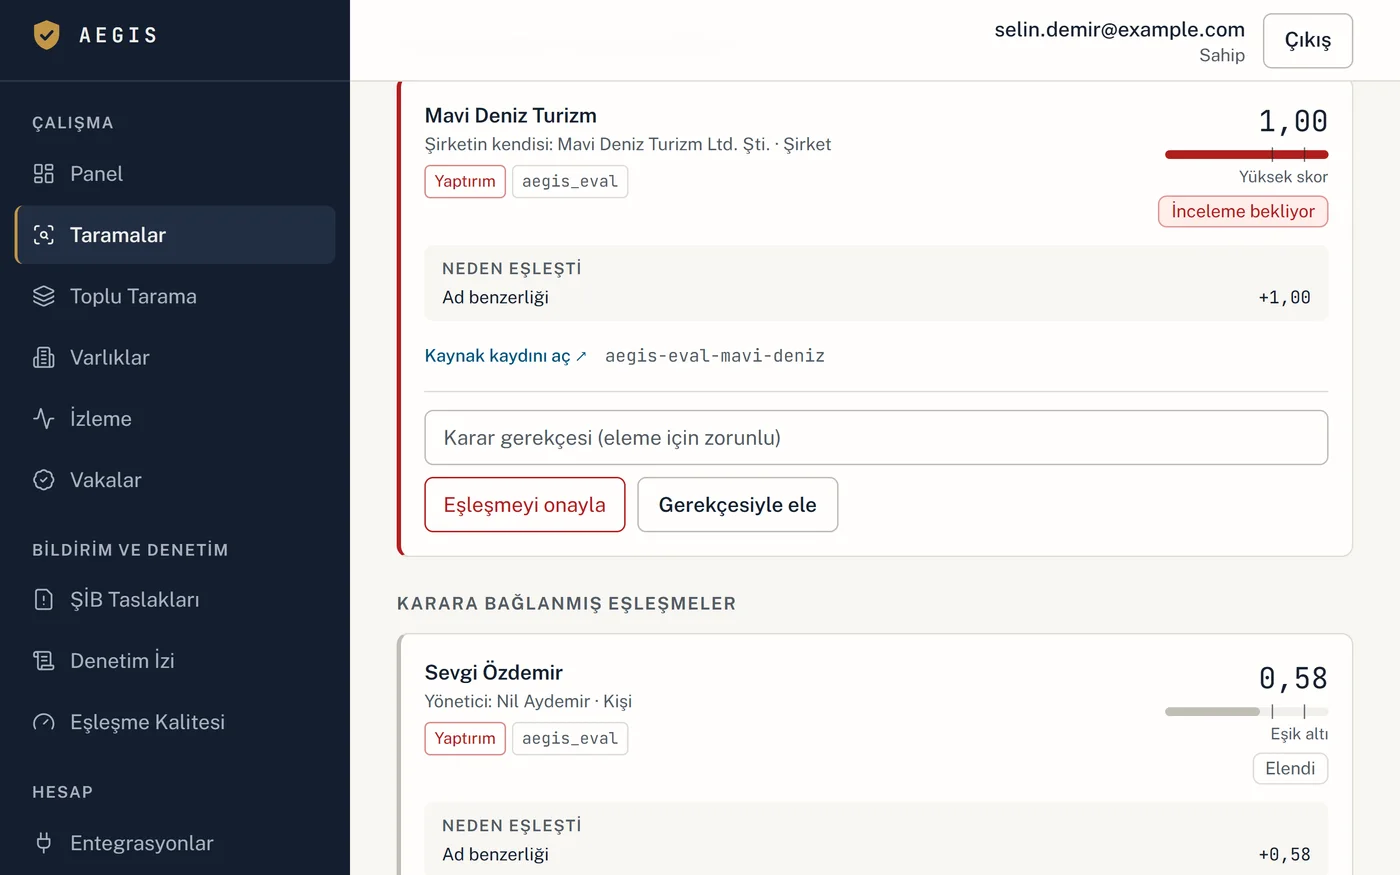 AEGIS
ÇALIŞMA
Panel
Taramalar
Toplu Tarama
Varlıklar
İzleme
Vakalar
BİLDİRİM VE DENETİM
ŞİB Taslakları
Denetim İzi
Eşleşme Kalitesi
HESAP
Entegrasyonlar
selin.demir@example.com
Sahip
Çıkış
Mavi Deniz Turizm
Şirketin kendisi: Mavi Deniz Turizm Ltd. Şti. · Şirket
Yaptırım
aegis_eval
1,00
Yüksek skor
İnceleme bekliyor
NEDEN EŞLEŞTİ
Ad benzerliği +1,00
Kaynak kaydını aç ↗ aegis-eval-mavi-deniz
Karar gerekçesi (eleme için zorunlu)
Eşleşmeyi onayla
Gerekçesiyle ele
KARARA BAĞLANMIŞ EŞLEŞMELER
Sevgi Özdemir
Yönetici: Nil Aydemir · Kişi
Yaptırım
aegis_eval
0,58
Eşik altı
Elendi
NEDEN EŞLEŞTİ
Ad benzerliği +0,58